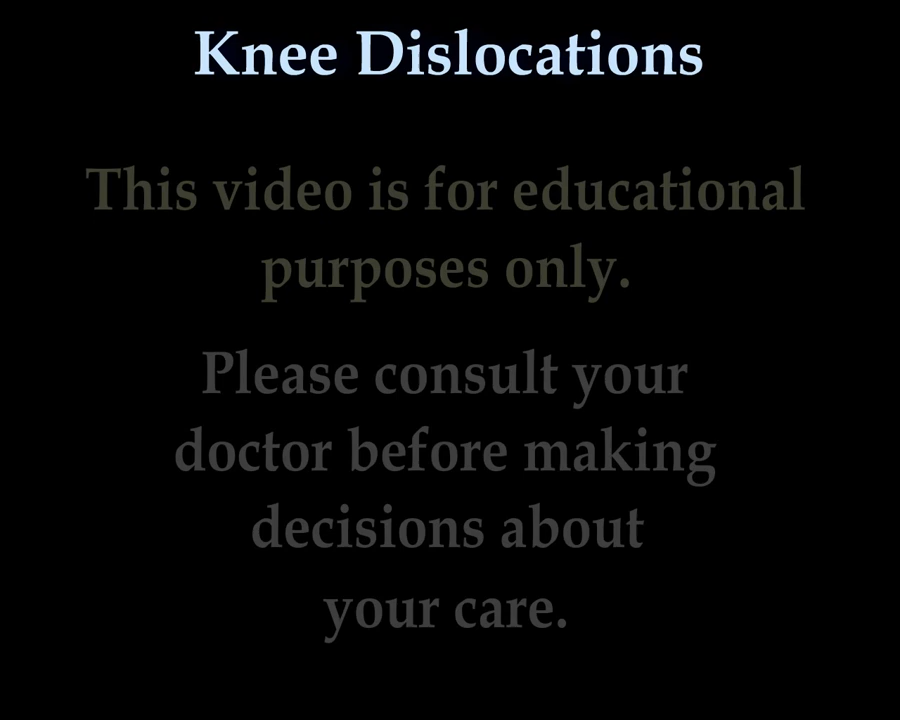 Knee Dislocations
This video is for educational
purposes only.
Please consult your
doctor before making
decisions about
your care.